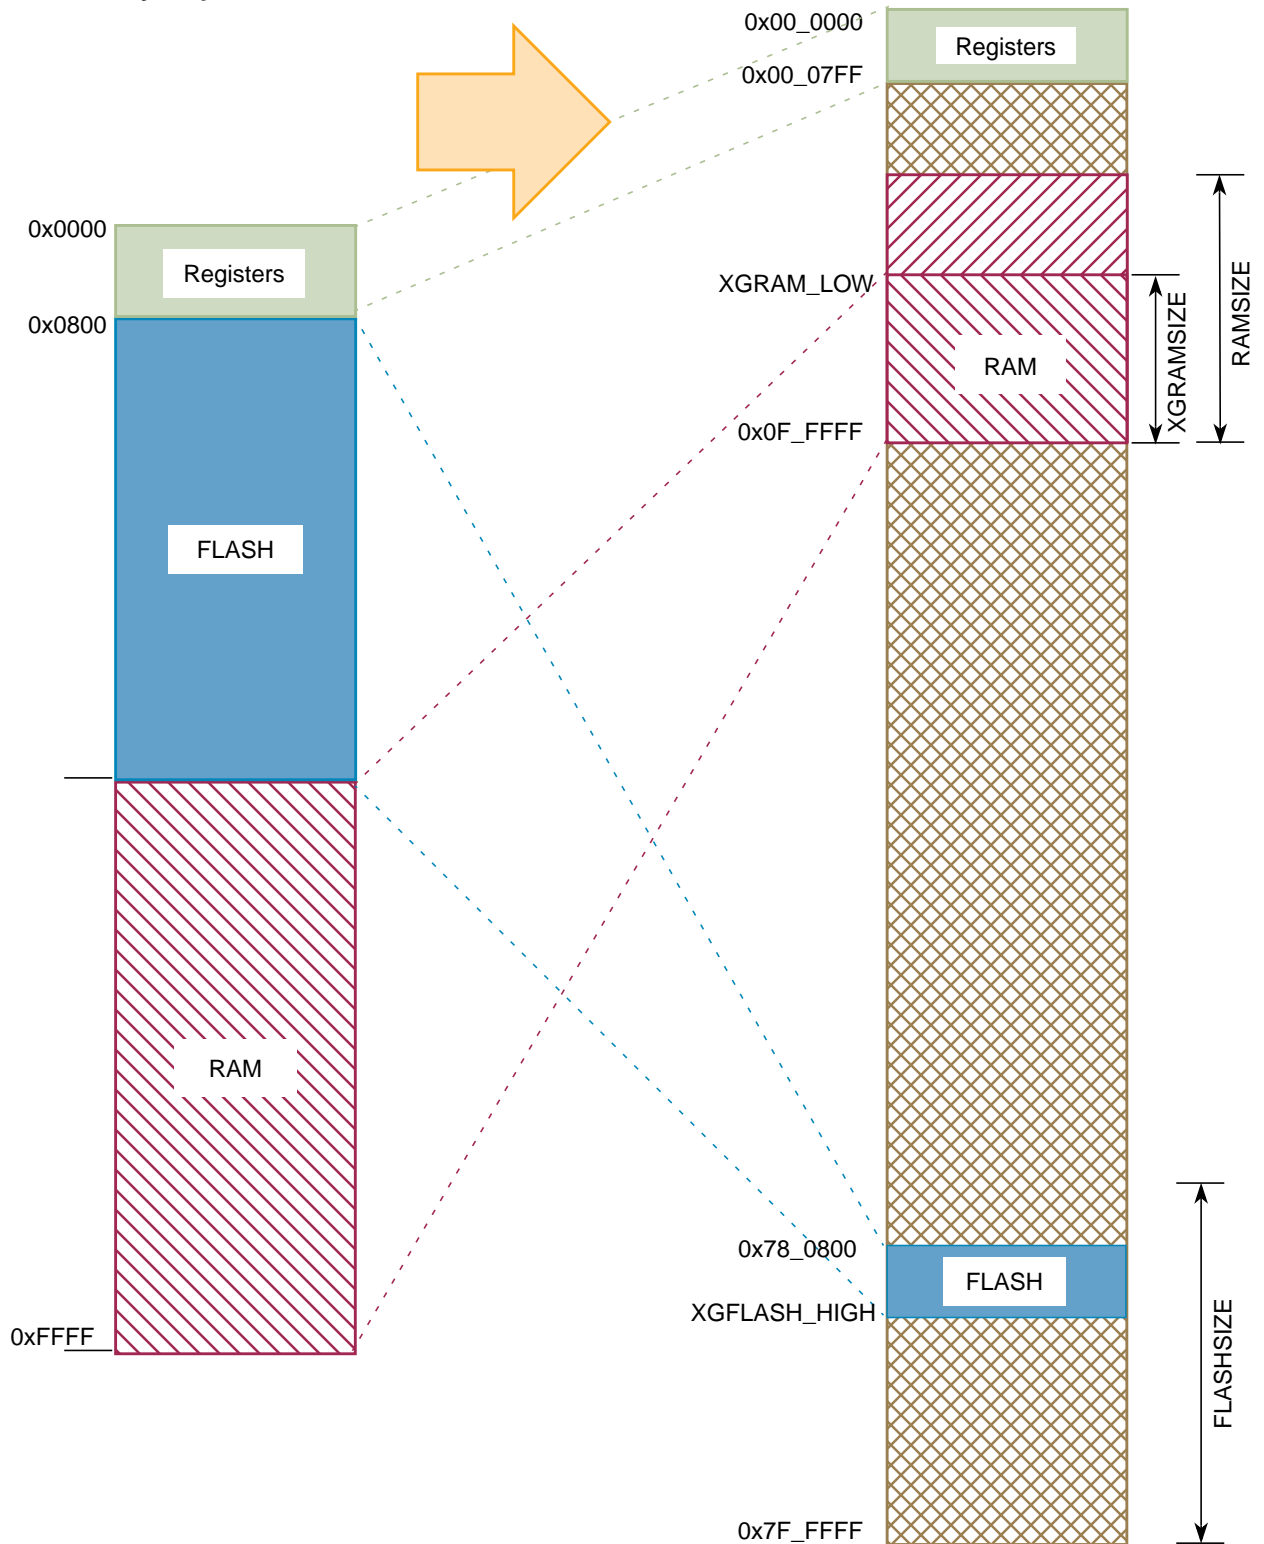 0x0000
Registers
0x0800
FLASH
RAM
0xFFFF
0x00_0000
Registers
0x00_07FF
XGRAM_LOW
RAM
0x0F_FFFF
XGRAMSIZE
RAMSIZE
0x78_0800
FLASH
XGFLASH_HIGH
FLASHSIZE
0x7F_FFFF